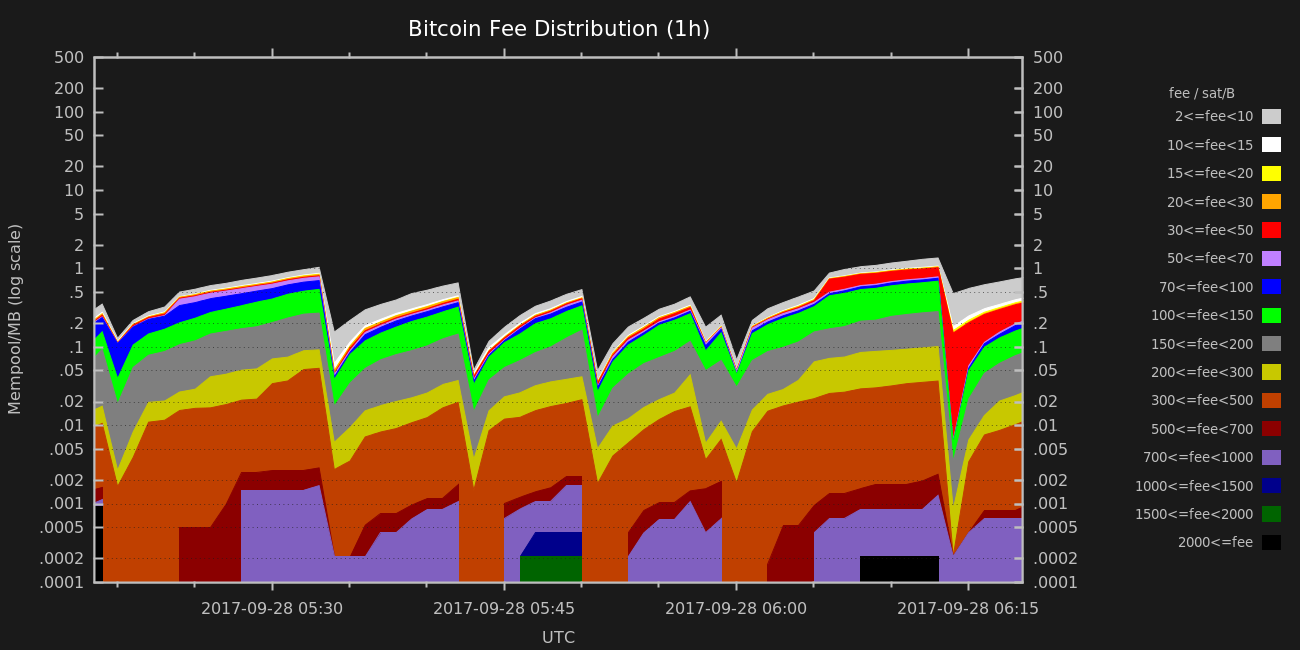 Bitcoin Fee Distribution (1h)
Mempool/MB (log scale)
500
200
100
50
20
10
5
2
1
.5
.2
.1
.05
.02
.01
.005
.002
.001
.0005
.0002
.0001
500
200
100
50
20
10
5
2
1
.5
.2
.1
.05
.02
.01
.005
.002
.001
.0005
.0002
.0001
2017-09-28 05:30
2017-09-28 05:45
2017-09-28 06:00
2017-09-28 06:15
UTC
fee / sat/B
2<=fee<10
10<=fee<15
15<=fee<20
20<=fee<30
30<=fee<50
50<=fee<70
70<=fee<100
100<=fee<150
150<=fee<200
200<=fee<300
300<=fee<500
500<=fee<700
700<=fee<1000
1000<=fee<1500
1500<=fee<2000
2000<=fee